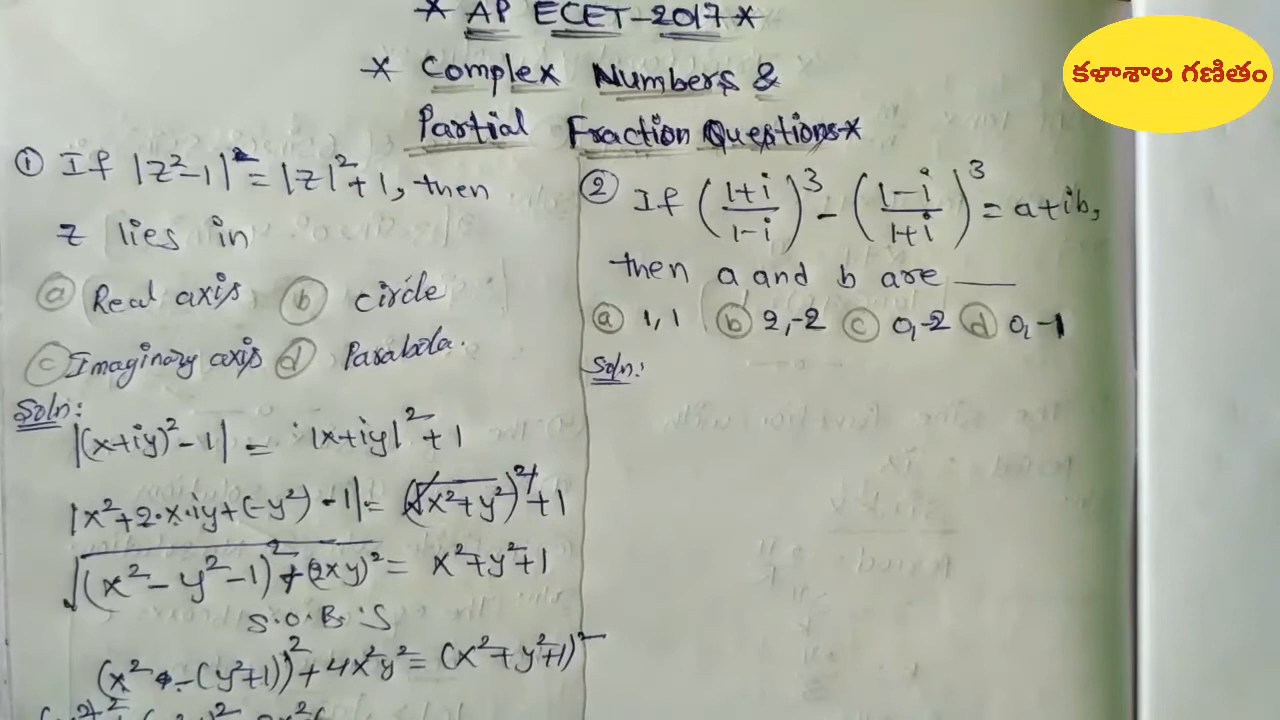 * AP ECET-2017 *
కళాశాల గణితం
* Complex Numbers &
Partial Fraction Questions *
① If |z²-1|² = |z|²+1, then
z lies in
ⓐ Real axis ⓑ circle
ⓒ Imaginary axis ⓓ Parabola.
Soln:
|(x+iy)²-1| = |x+iy|²+1
|x²+2·x·iy+(-y²)-1| = (√x²+y²)²+1
√(x²-y²-1)²+(2xy)² = x²+y²+1
S.O.B.S
(x²-(y²+1))²+4x²y² = (x²+y²+1)²
② If (1+i/1-i)³ - (1-i/1+i)³ = a+ib,
then a and b are ___
ⓐ 1,1 ⓑ 2,-2 ⓒ 0,-2 ⓓ 0,-1
Soln: